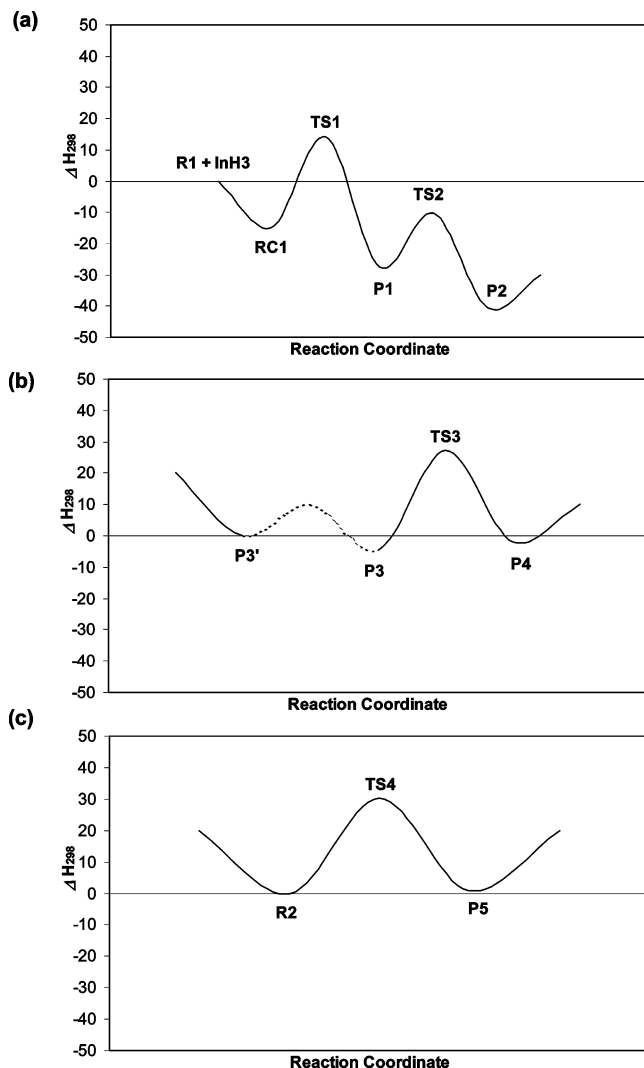 (a)
50
40
30
20
10
0
-10
-20
-30
-40
-50
ΔH298
R1 + InH3
RC1
TS1
P1
TS2
P2
Reaction Coordinate
(b)
50
40
30
20
10
0
-10
-20
-30
-40
-50
ΔH298
P3'
P3
TS3
P4
Reaction Coordinate
(c)
50
40
30
20
10
0
-10
-20
-30
-40
-50
ΔH298
R2
TS4
P5
Reaction Coordinate